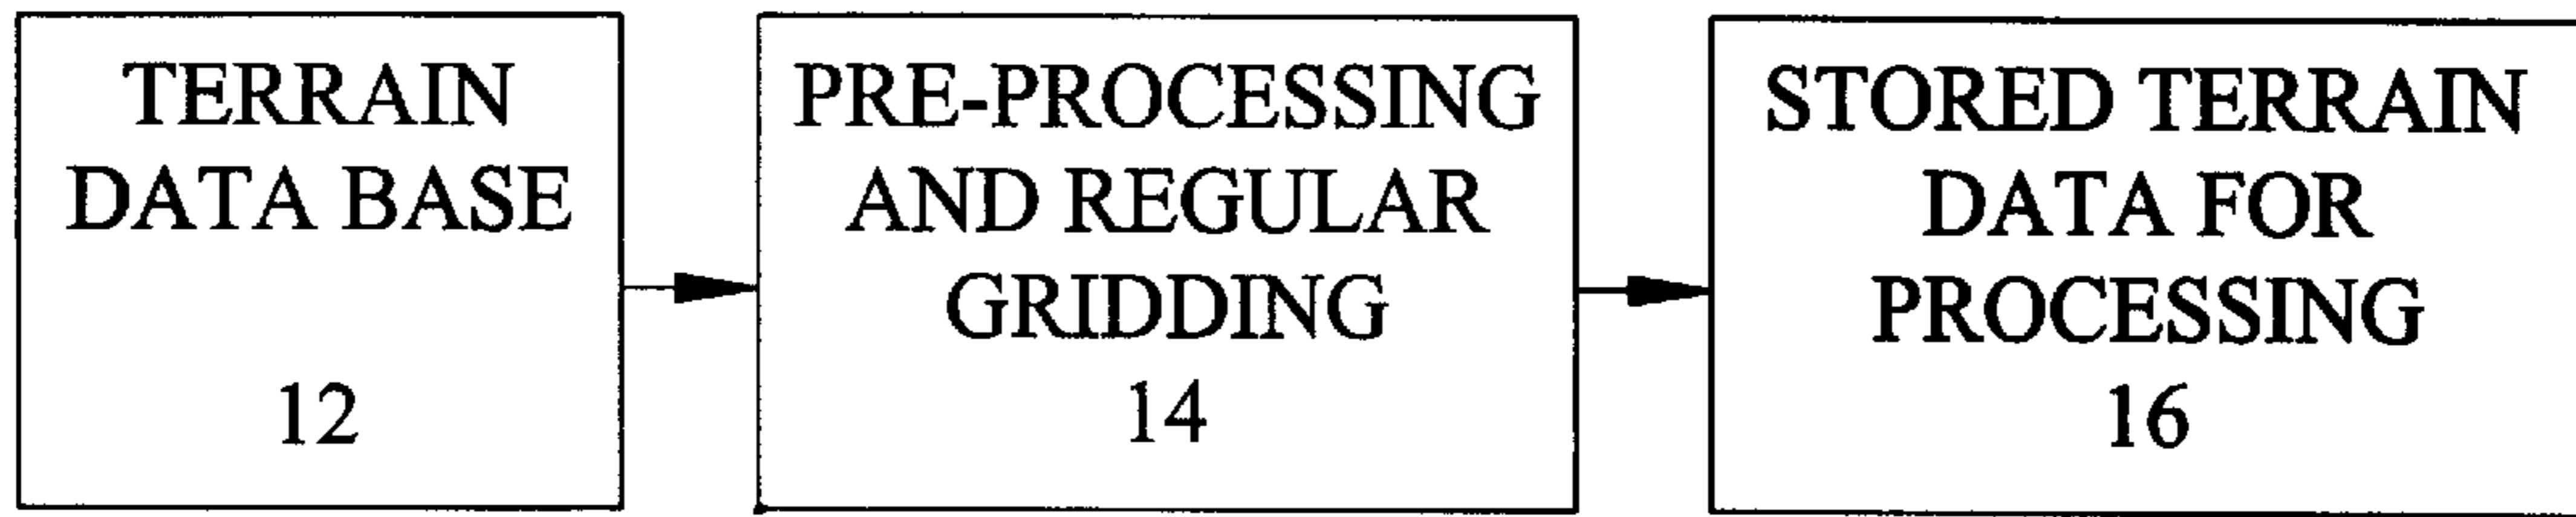 TERRAIN
DATA BASE
12
PRE-PROCESSING
AND REGULAR
GRIDDING
14
STORED TERRAIN
DATA FOR
PROCESSING
16